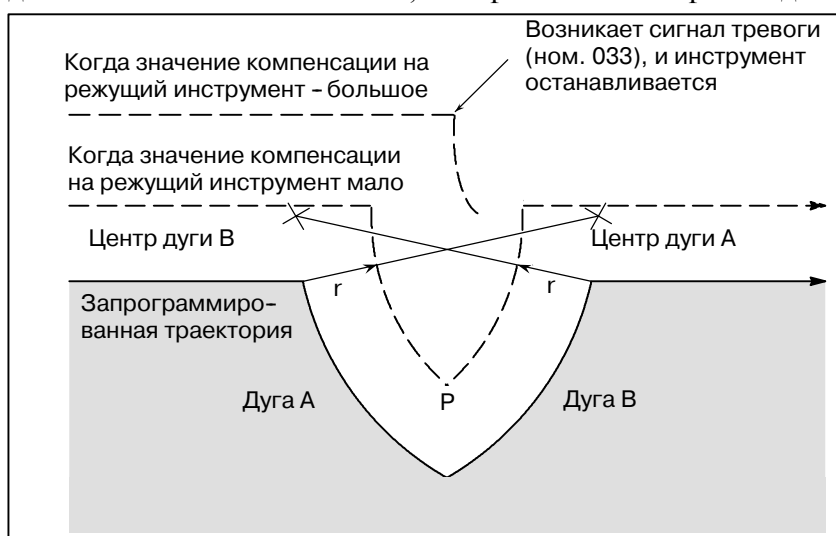 Возникает сигнал тревоги
(ном. 033), и инструмент
останавливается
Когда значение компенсации на
режущий инструмент - большое
Когда значение компенсации
на режущий инструмент мало
Центр дуги B
Центр дуги A
r
r
Запрограммиро-
ванная траектория
Дуга A
P
Дуга B